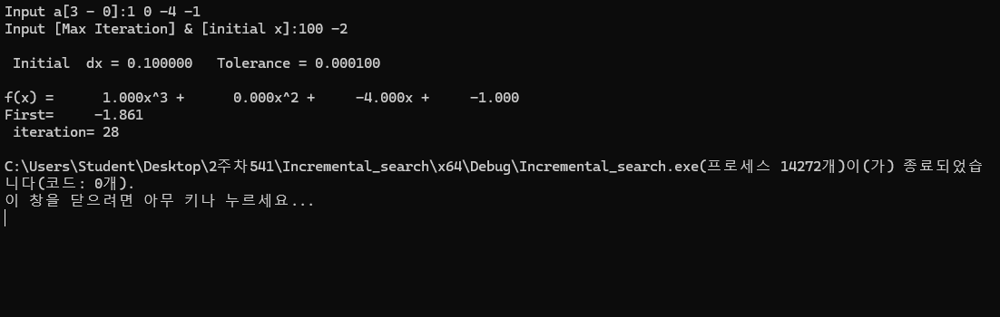 Input a[3 - 0]:1 0 -4 -1
Input [Max Iteration] & [initial x]:100 -2
Initial  dx = 0.100000   Tolerance = 0.000100
f(x) =      1.000x^3 +      0.000x^2 +     -4.000x +     -1.000
First=     -1.861
iteration= 28
C:\Users\Student\Desktop\2주차541\Incremental_search\x64\Debug\Incremental_search.exe(프로세스 14272개)이(가) 종료되었습
니다(코드: 0개).
이 창을 닫으려면 아무 키나 누르세요...